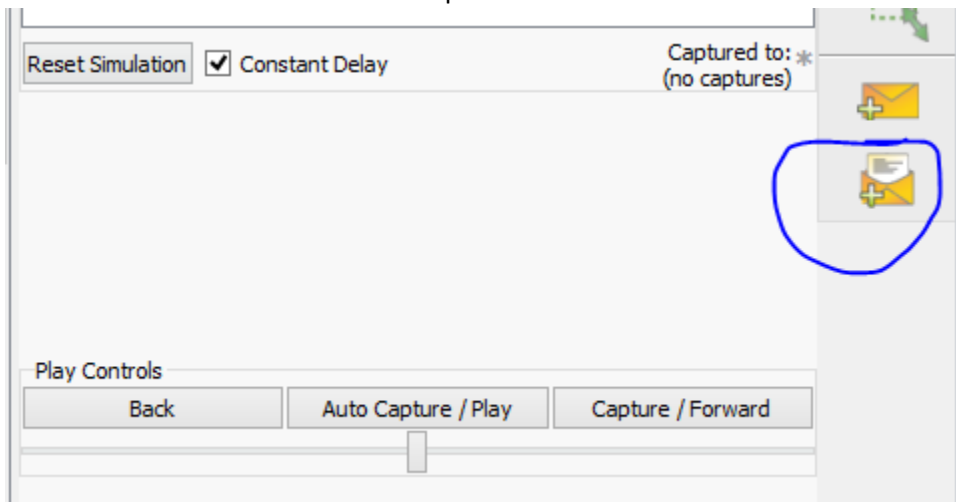 Reset Simulation Constant Delay Captured to: *
(no captures)
Play Controls
Back Auto Capture / Play Capture / Forward